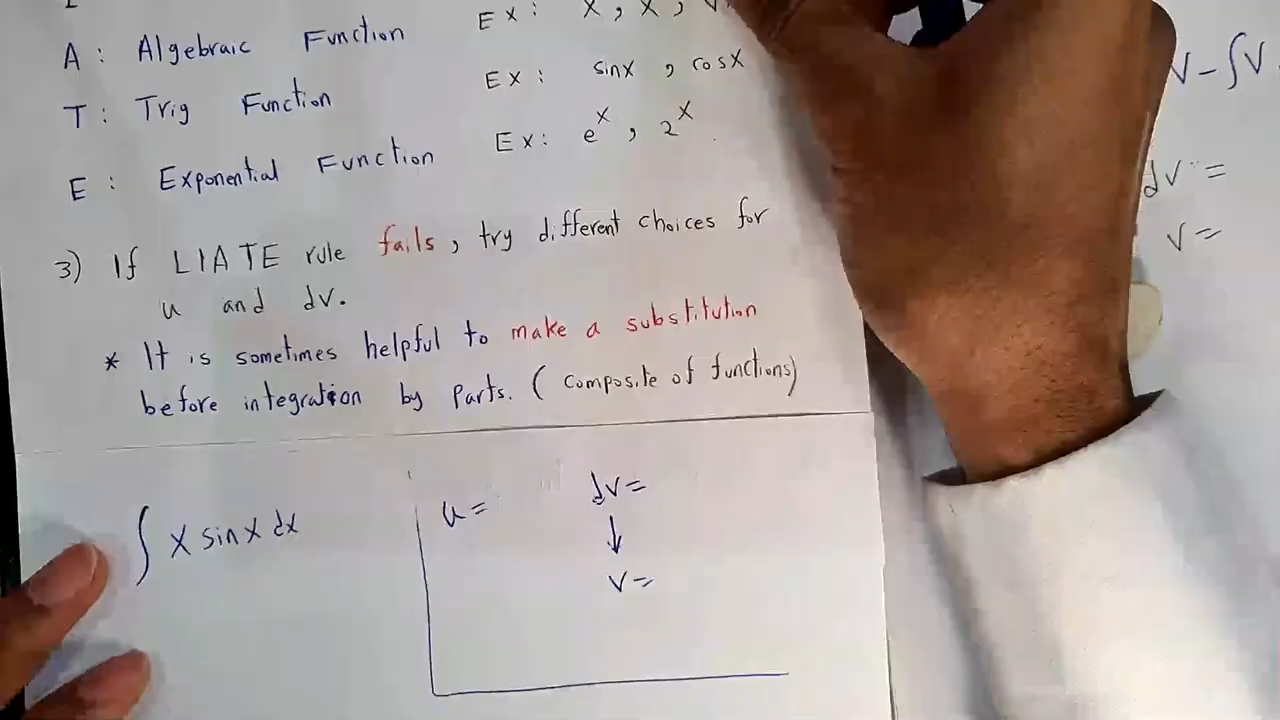 A : Algebraic Function Ex: x, x,
T : Trig Function Ex: sinx, cosx
E : Exponential Function Ex: e^x, 2^x
3) If LIATE rule fails, try different choices for
u and dv.
* It is sometimes helpful to make a substitution
before integration by Parts. (Composite of functions)
∫ x sinx dx
u =
dv=
↓
v=
V - ∫V
dv =
v=